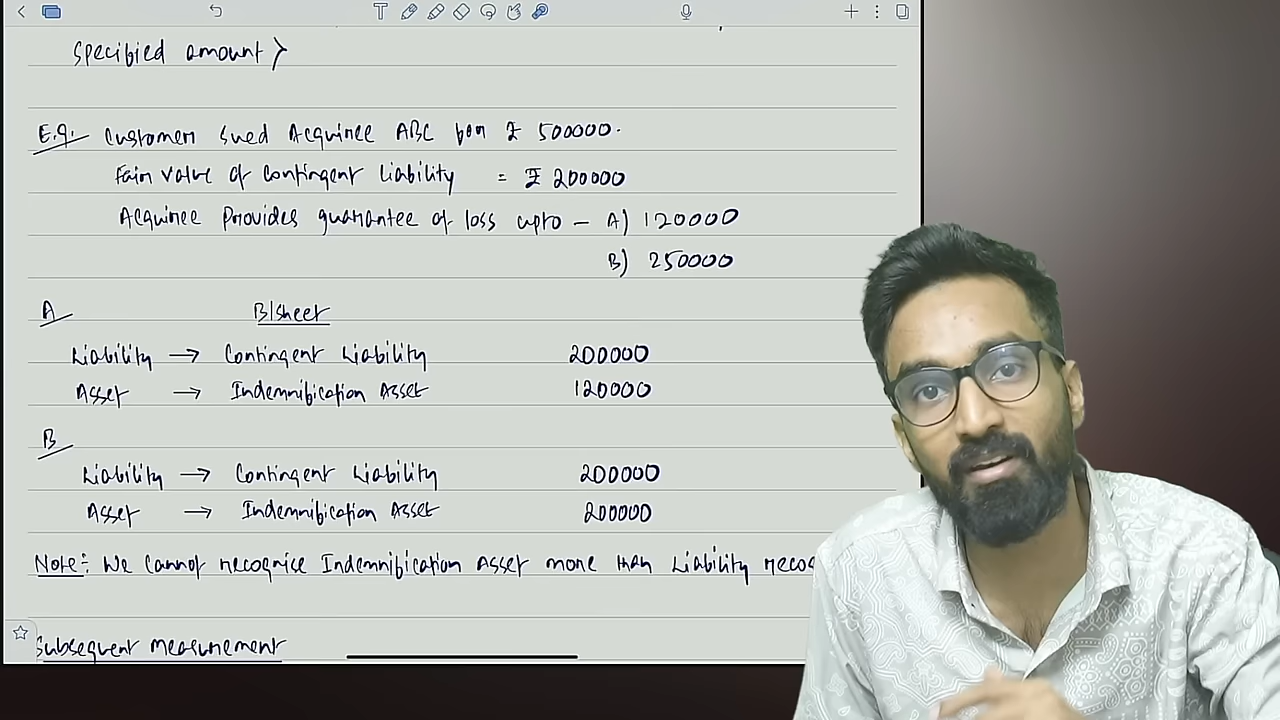 Specified amount >
E.g. Customer sued Acquiree ABC for ₹ 500000.
Fair value of contingent liability = ₹ 200000
Acquiree provides guarantee of loss upto - A) 120000
B) 250000
A
B/sheet
Liability → Contingent Liability 200000
Asset → Indemnification Asset 120000
B
Liability → Contingent Liability 200000
Asset → Indemnification Asset 200000
Note: We cannot recognise Indemnification Asset more than Liability recog
Subsequent measurement